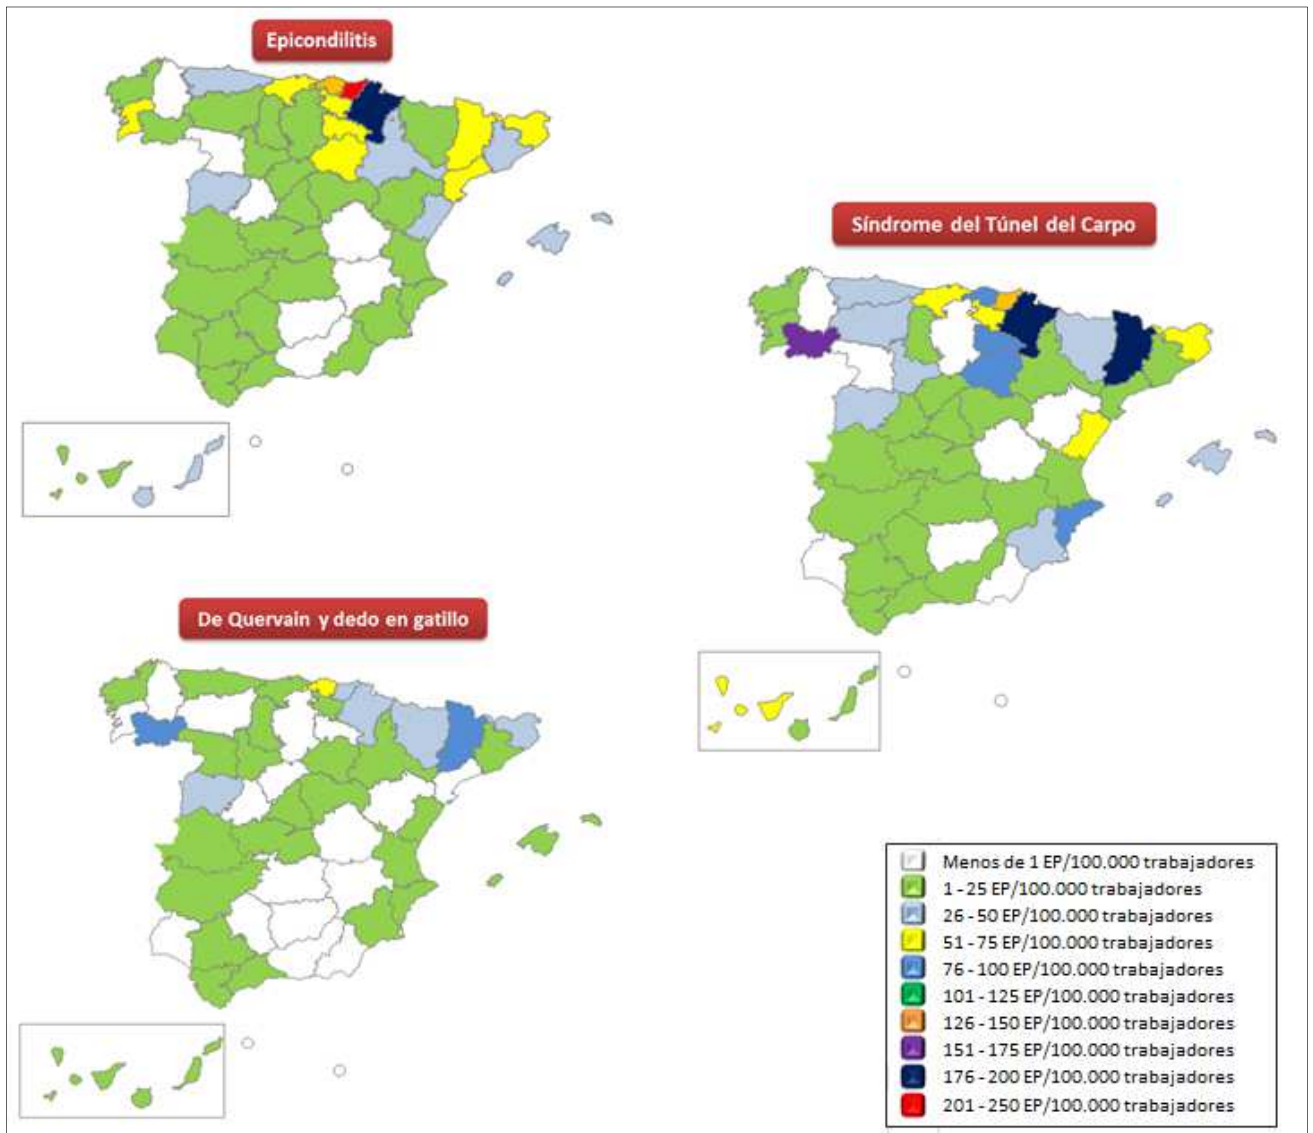 Epicondilitis
Síndrome del Túnel del Carpo
De Quervain y dedo en gatillo
Menos de 1 EP/100.000 trabajadores
1 - 25 EP/100.000 trabajadores
26 - 50 EP/100.000 trabajadores
51 - 75 EP/100.000 trabajadores
76 - 100 EP/100.000 trabajadores
101 - 125 EP/100.000 trabajadores
126 - 150 EP/100.000 trabajadores
151 - 175 EP/100.000 trabajadores
176 - 200 EP/100.000 trabajadores
201 - 250 EP/100.000 trabajadores